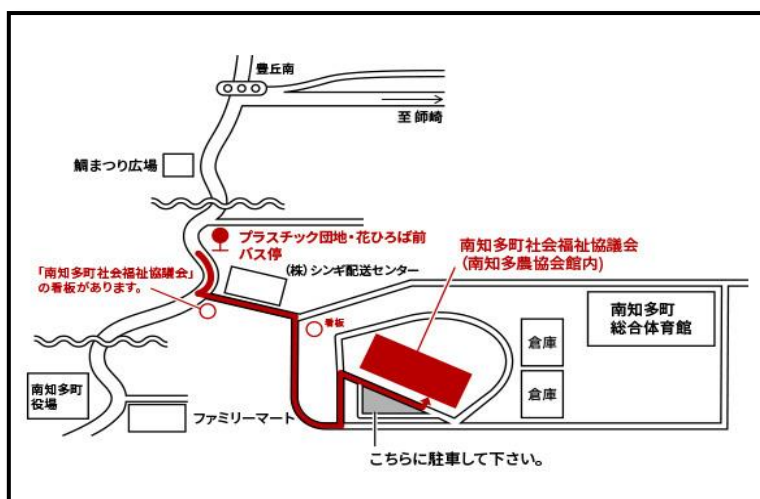 豊丘南
至 師崎
鯛まつり広場
プラスチック団地・花ひろば前
バス停
南知多町社会福祉協議会
(南知多農協会館内)
(株)シンギ配送センター
「南知多町社会福祉協議会」
の看板があります。
看板
南知多町
総合体育館
倉庫
倉庫
南知多町
役場
ファミリーマート
こちらに駐車して下さい。